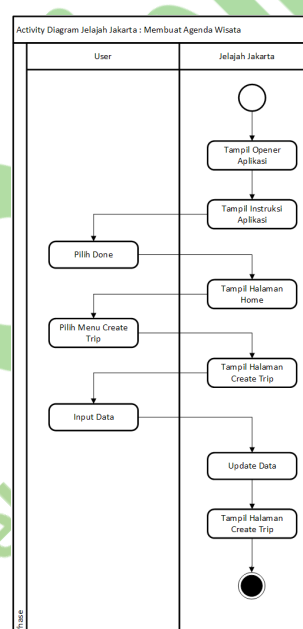 Activity Diagram Jelajah Jakarta : Membuat Agenda Wisata
User
Jelajah Jakarta
Tampil Opener
Aplikasi
Tampil Instruksi
Aplikasi
Pilih Done
Tampil Halaman
Home
Pilih Menu Create
Trip
Tampil Halaman
Create Trip
Input Data
Update Data
Tampil Halaman
Create Trip
Phase